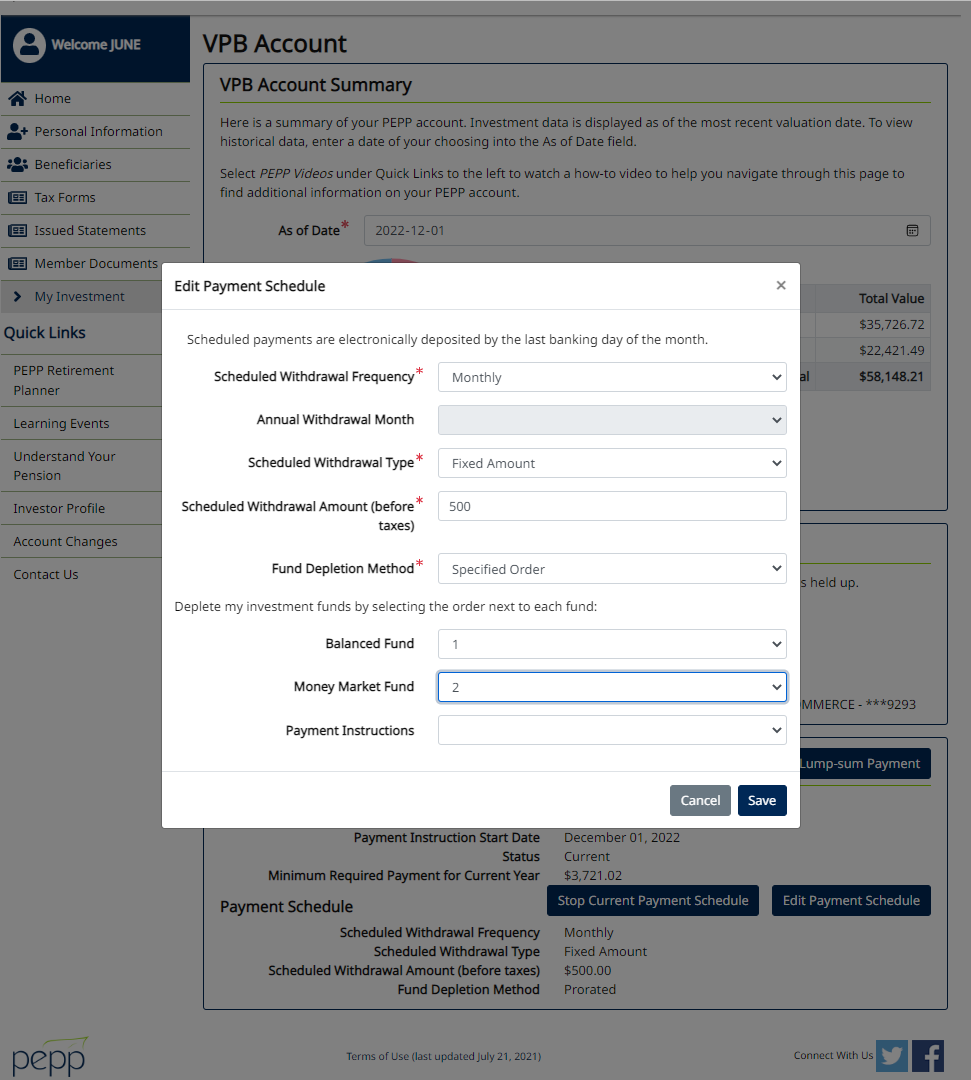 Welcome JUNE
Home
Personal Information
Beneficiaries
Tax Forms
Issued Statements
Member Documents
My Investment
Quick Links
PEPP Retirement
Planner
Learning Events
Understand Your
Pension
Investor Profile
Account Changes
Contact Us
VPB Account
VPB Account Summary
Here is a summary of your PEPP account. Investment data is displayed as of the most recent valuation date. To view
historical data, enter a date of your choosing into the As of Date field.
Select PEPP Videos under Quick Links to the left to watch a how-to video to help you navigate through this page to
find additional information on your PEPP account.
As of Date* 2022-12-01
Total Value
$35,726.72
$22,421.49
al $58,148.21
Edit Payment Schedule ×
Scheduled payments are electronically deposited by the last banking day of the month.
Scheduled Withdrawal Frequency* Monthly
Annual Withdrawal Month
Scheduled Withdrawal Type* Fixed Amount
Scheduled Withdrawal Amount (before* 500
taxes)
Fund Depletion Method* Specified Order
Deplete my investment funds by selecting the order next to each fund:
Balanced Fund 1
Money Market Fund 2
Payment Instructions
Cancel Save
s held up.
MMERCE - ***9293
Lump-sum Payment
Payment Instruction Start Date December 01, 2022
Status Current
Minimum Required Payment for Current Year $3,721.02
Payment Schedule Stop Current Payment Schedule Edit Payment Schedule
Scheduled Withdrawal Frequency Monthly
Scheduled Withdrawal Type Fixed Amount
Scheduled Withdrawal Amount (before taxes) $500.00
Fund Depletion Method Prorated
pepp Terms of Use (last updated July 21, 2021) Connect With Us